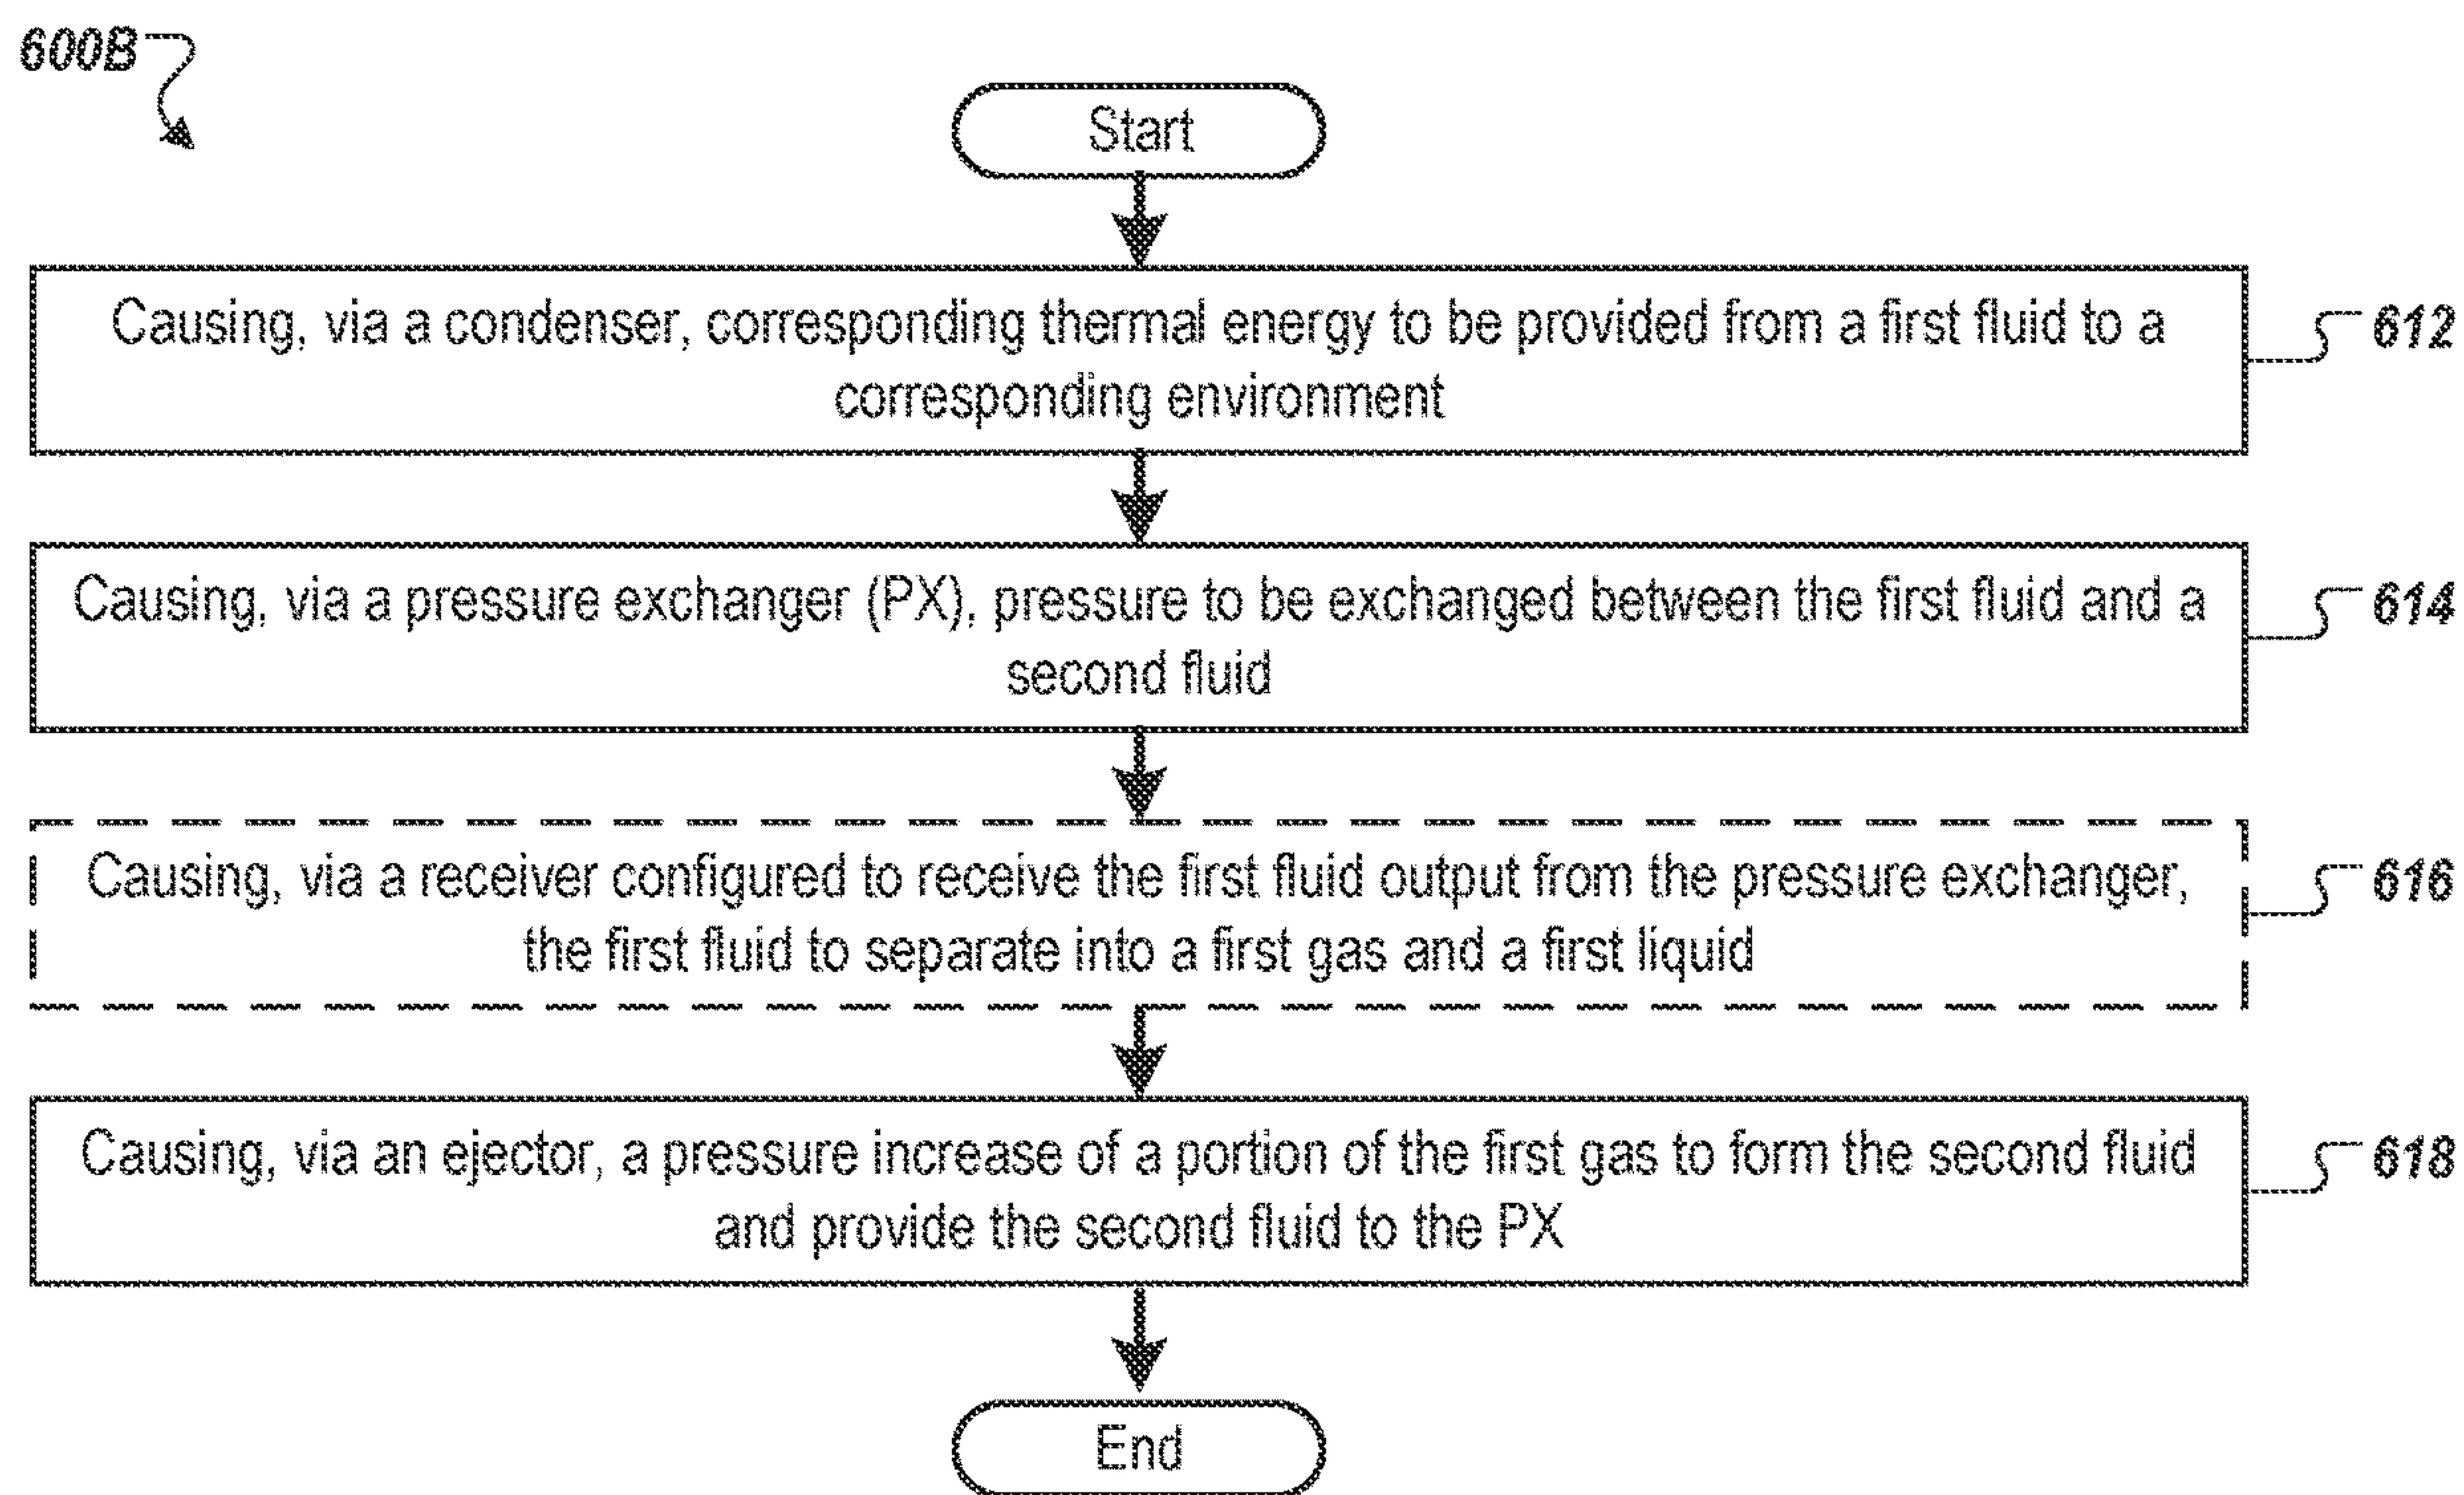 600B
Start
Causing, via a condenser, corresponding thermal energy to be provided from a first fluid to a
corresponding environment
612
Causing, via a pressure exchanger (PX), pressure to be exchanged between the first fluid and a
second fluid
614
Causing, via a receiver configured to receive the first fluid output from the pressure exchanger,
the first fluid to separate into a first gas and a first liquid
616
Causing, via an ejector, a pressure increase of a portion of the first gas to form the second fluid
and provide the second fluid to the PX
618
End